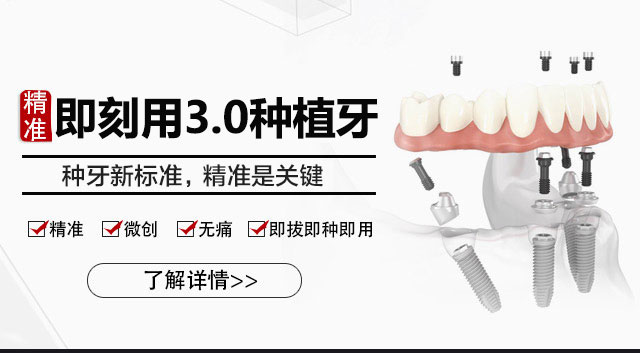 精准
即刻用3.0种植牙
种牙新标准，精准是关键
精准 微创 无痛 即拔即种即用
了解详情>>